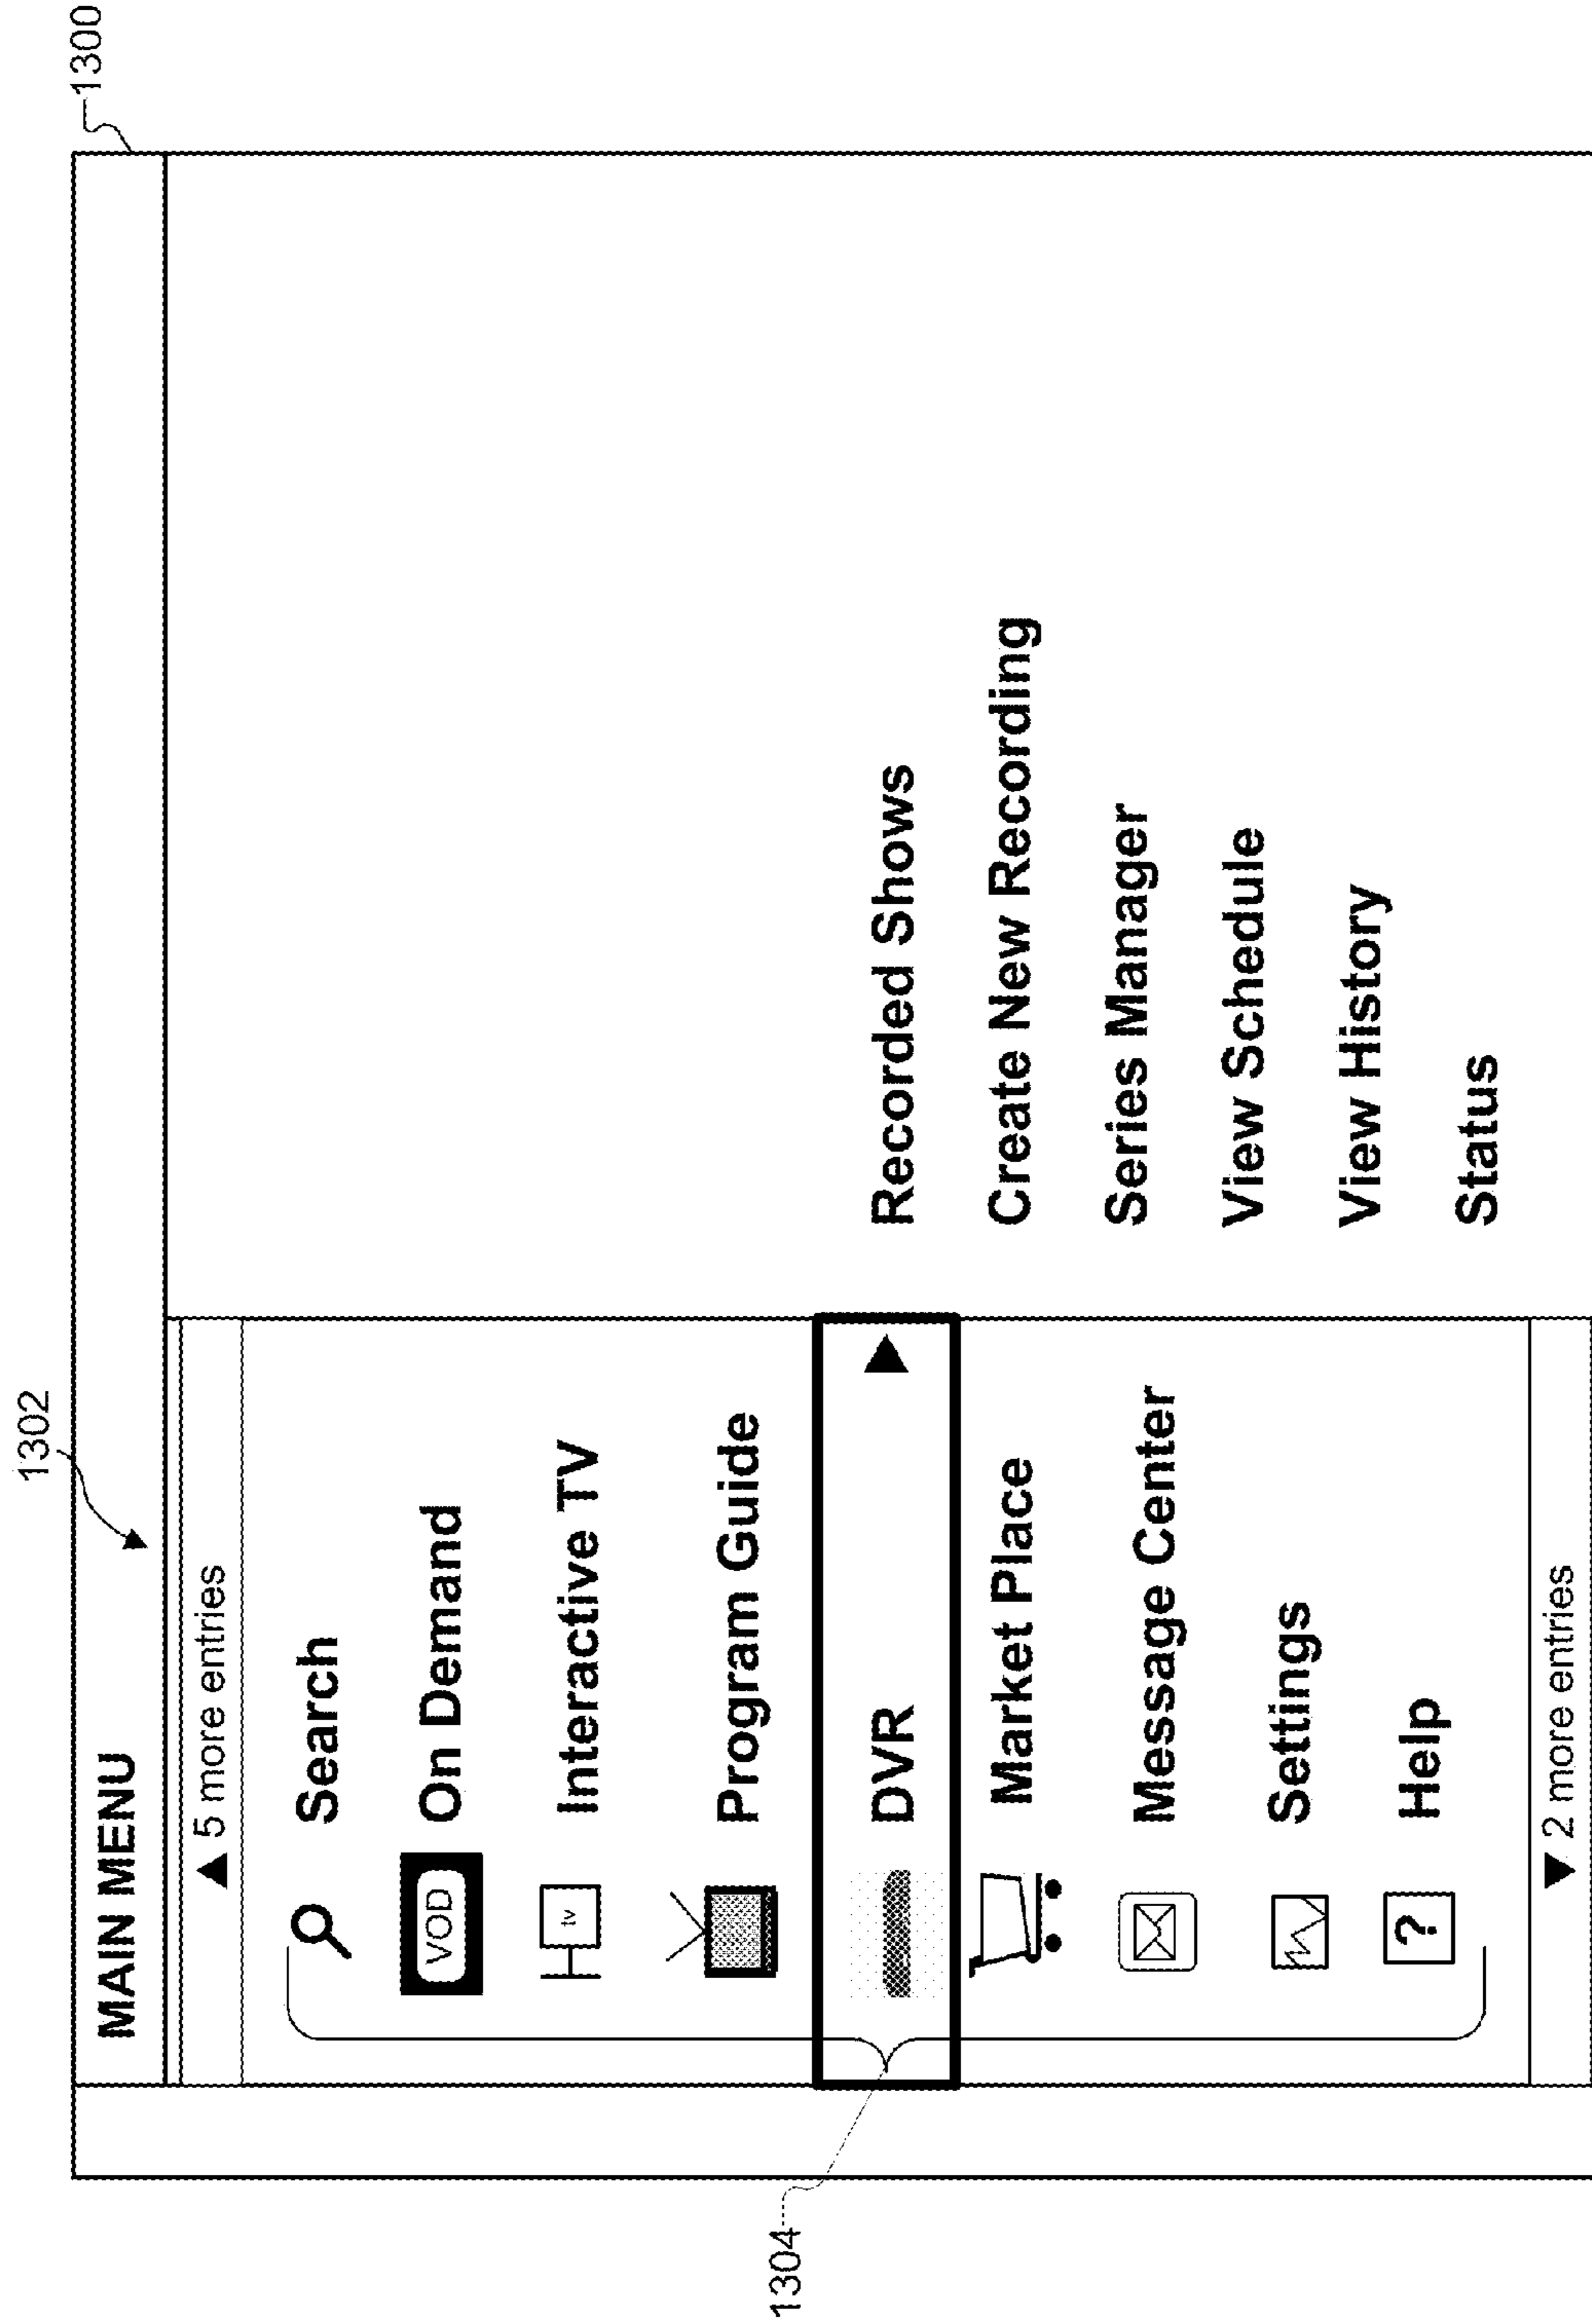 1302
1300
MAIN MENU
▲ 5 more entries
Search
VOD On Demand
tv Interactive TV
Program Guide
1304
DVR ▶
Recorded Shows
Market Place
Create New Recording
Message Center
Series Manager
Settings
View Schedule
? Help
View History
Status
▼ 2 more entries